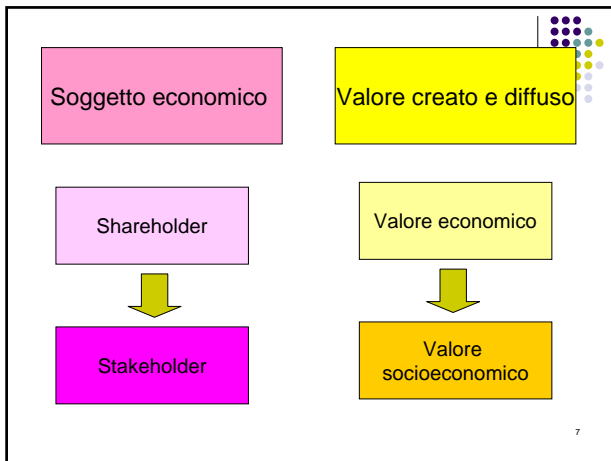 Soggetto economico
Valore creato e diffuso
Shareholder
Valore economico
Stakeholder
Valore
socioeconomico
7